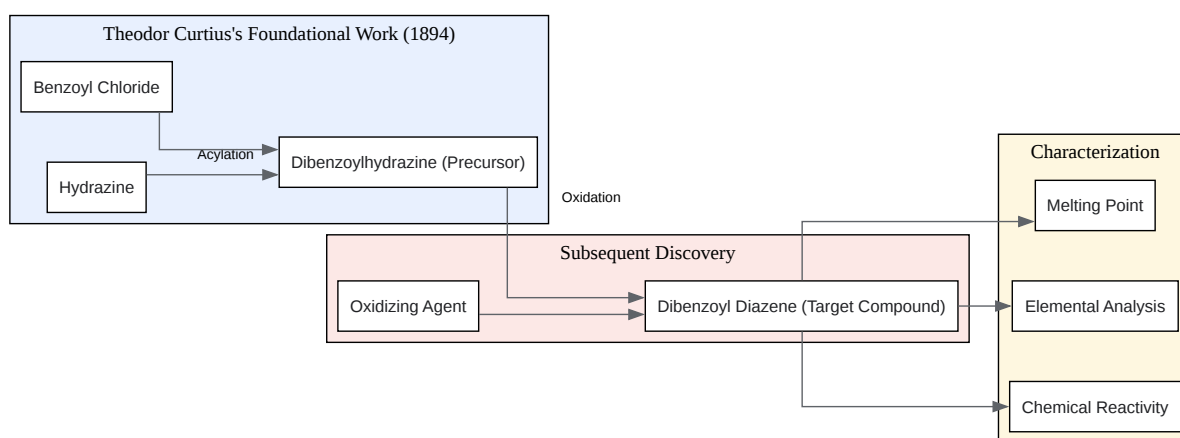 Theodor Curtius's Foundational Work (1894)
Benzoyl Chloride
Acylation
Hydrazine
Dibenzoylhydrazine (Precursor)
Oxidation
Subsequent Discovery
Oxidizing Agent
Dibenzoyl Diazene (Target Compound)
Characterization
Melting Point
Elemental Analysis
Chemical Reactivity